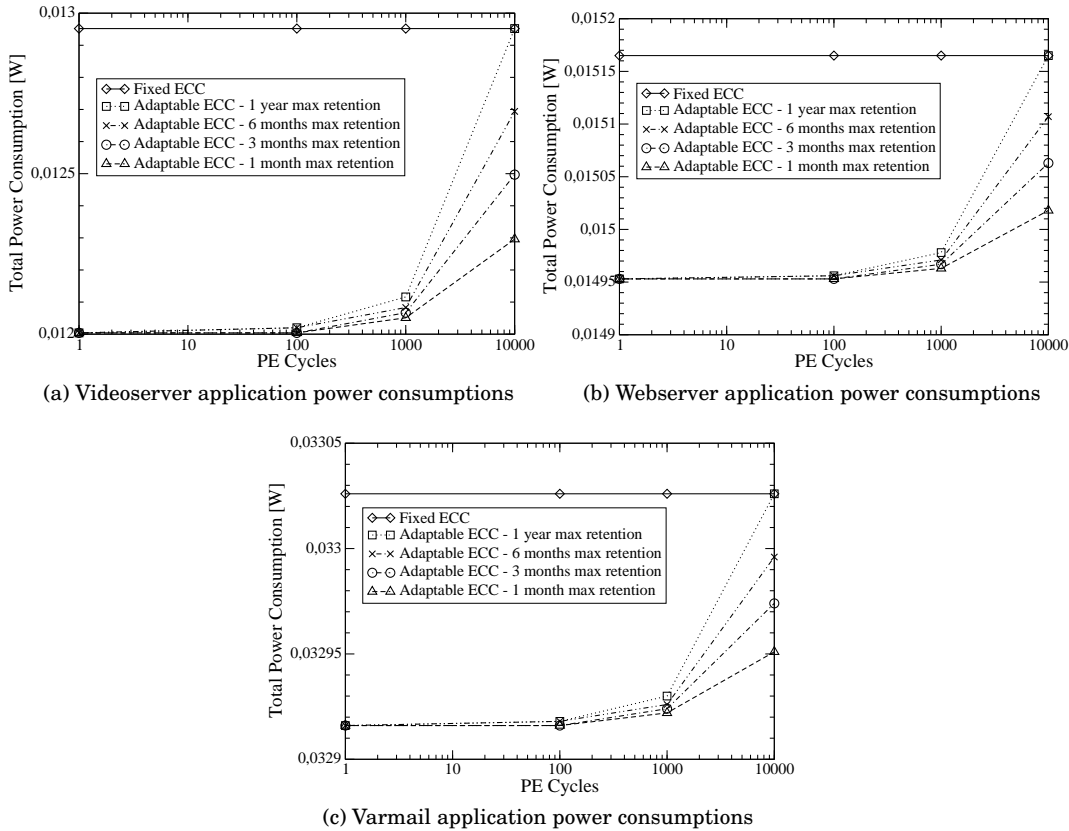 0,013
0,0125
0,012
Total Power Consumption [W]
Fixed ECC
Adaptable ECC - 1 year max retention
Adaptable ECC - 6 months max retention
Adaptable ECC - 3 months max retention
Adaptable ECC - 1 month max retention
1 10 100 1000 10000
PE Cycles
(a) Videoserver application power consumptions
0,0152
0,01515
0,0151
0,01505
0,015
0,01495
0,0149
Total Power Consumption [W]
Fixed ECC
Adaptable ECC - 1 year max retention
Adaptable ECC - 6 months max retention
Adaptable ECC - 3 months max retention
Adaptable ECC - 1 month max retention
1 10 100 1000 10000
PE Cycles
(b) Webserver application power consumptions
0,03305
0,033
0,03295
0,0329
Total Power Consumption [W]
Fixed ECC
Adaptable ECC - 1 year max retention
Adaptable ECC - 6 months max retention
Adaptable ECC - 3 months max retention
Adaptable ECC - 1 month max retention
1 10 100 1000 10000
PE Cycles
(c) Varmail application power consumptions